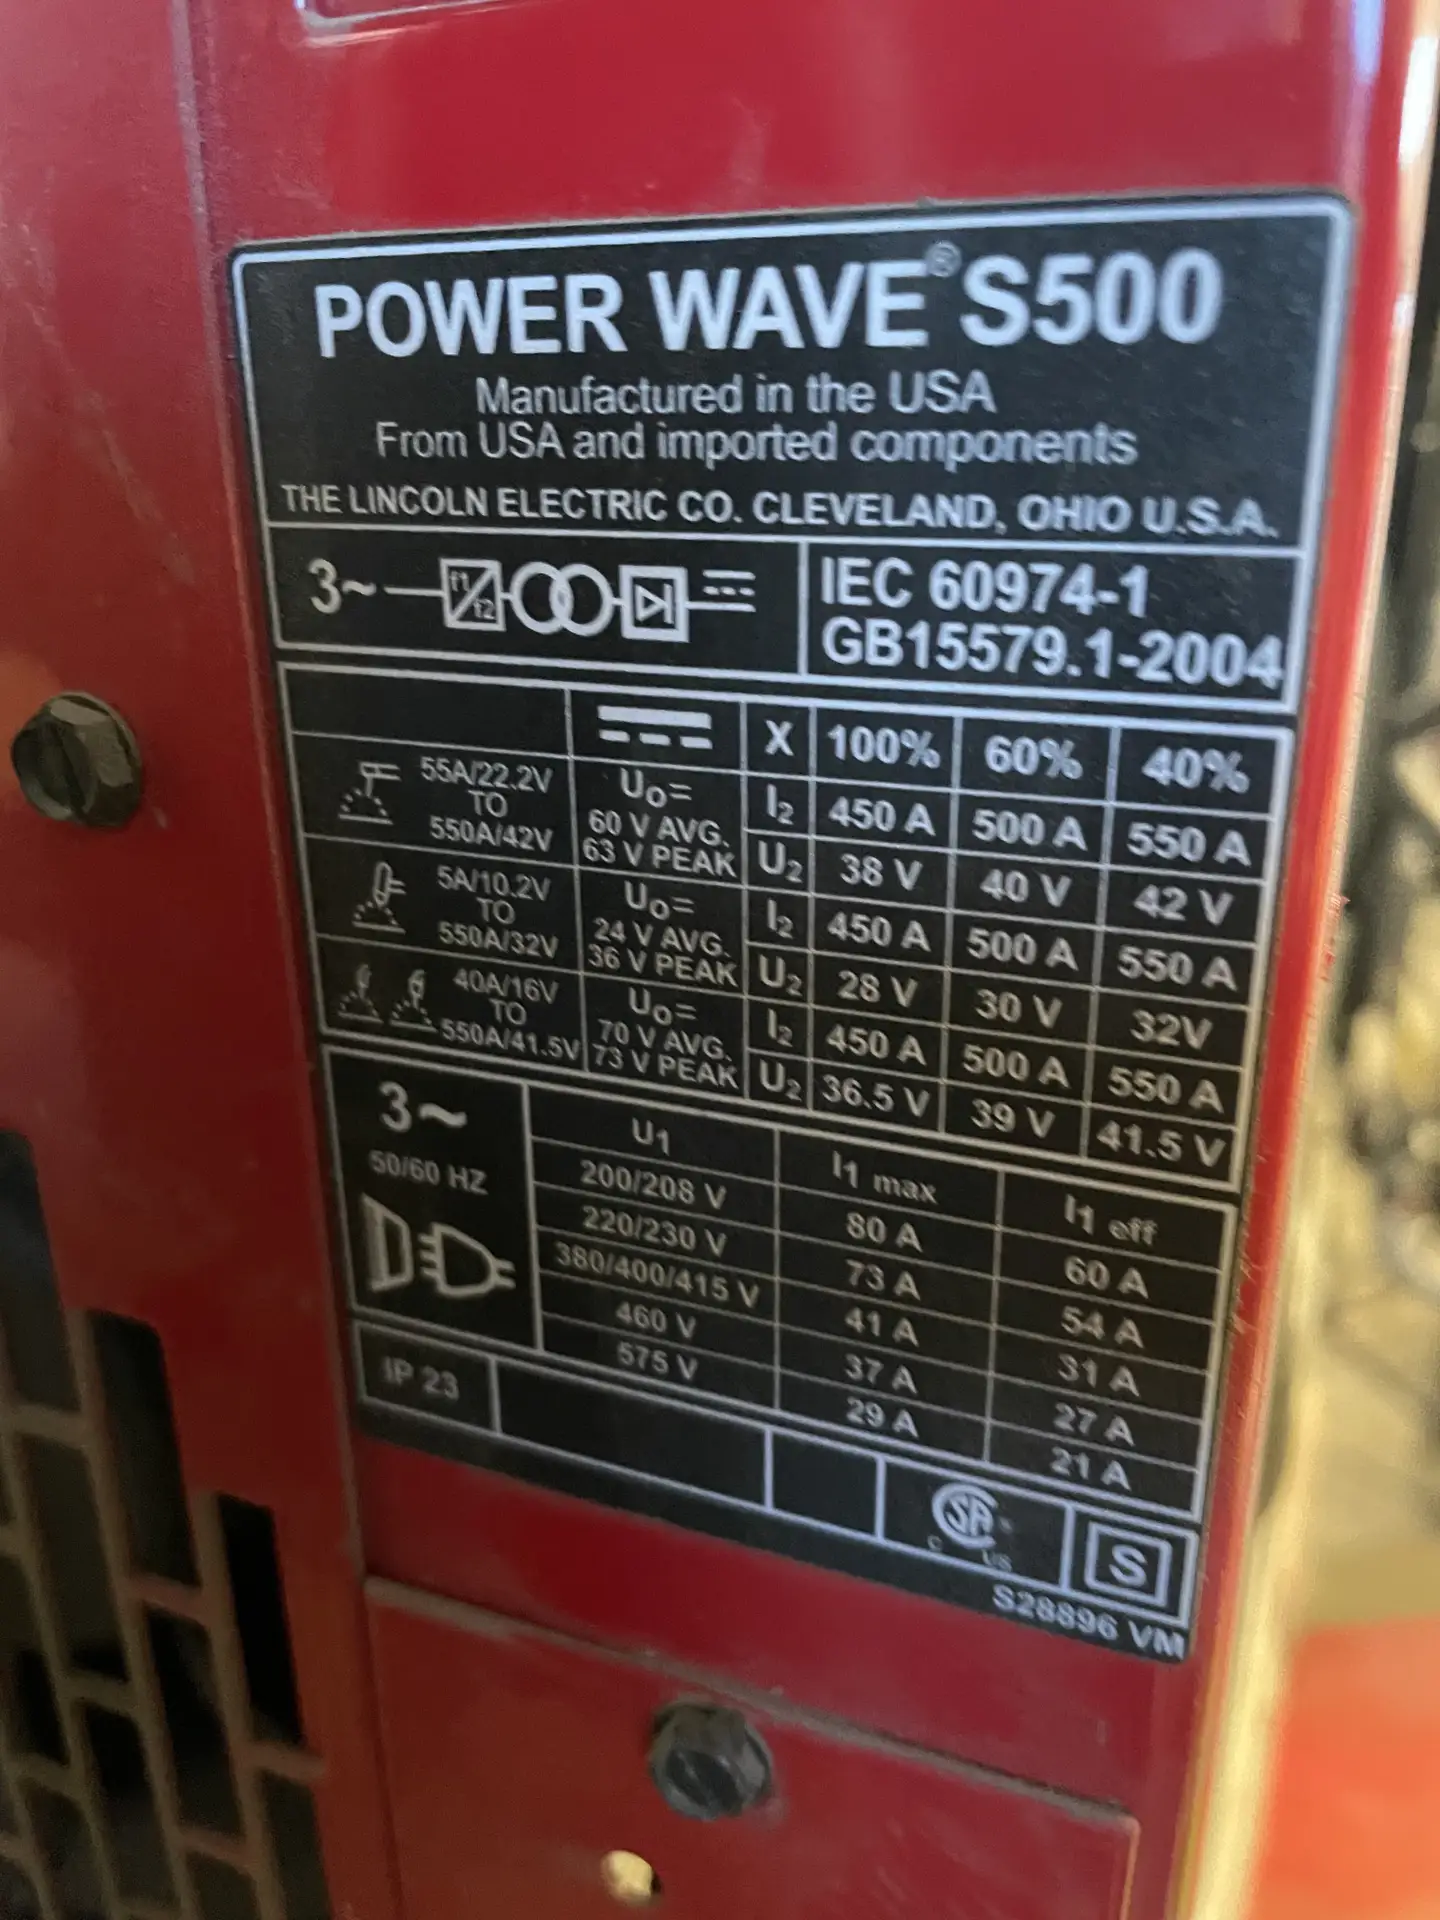 POWER WAVE® S500
Manufactured in the USA
From USA and imported components
THE LINCOLN ELECTRIC CO. CLEVELAND, OHIO U.S.A.
3~ f1 f2
IEC 60974-1
GB15579.1-2004
X 100% 60% 40%
55A/22.2V
TO
550A/42V
U0=
60 V AVG.
63 V PEAK
I2 450 A 500 A 550 A
U2 38 V 40 V 42 V
5A/10.2V
TO
550A/32V
U0=
24 V AVG.
36 V PEAK
I2 450 A 500 A 550 A
U2 28 V 30 V 32V
40A/16V
TO
550A/41.5V
U0=
70 V AVG.
73 V PEAK
I2 450 A 500 A 550 A
U2 36.5 V 39 V 41.5 V
3~
50/60 HZ
U1 I1 max I1 eff
200/208 V 80 A 60 A
220/230 V 73 A 54 A
380/400/415 V 41 A 31 A
460 V 37 A 27 A
575 V 29 A 21 A
IP 23
C SA US
S
S28896 VM